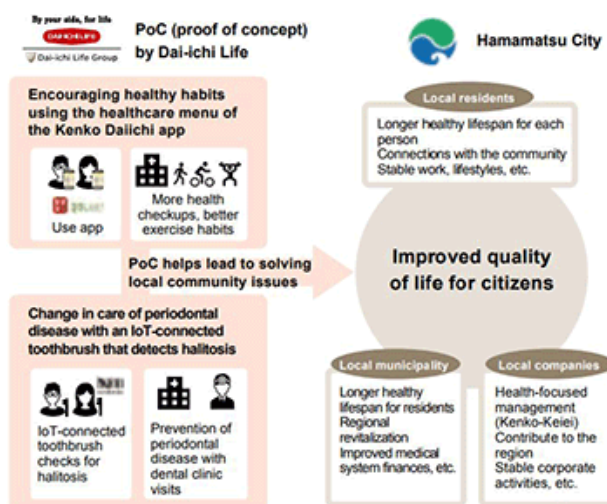 By your side, for life
DAI-ICHI LIFE
Dai-ichi Life Group
PoC (proof of concept)
by Dai-ichi Life
Encouraging healthy habits
using the healthcare menu of
the Kenko Daiichi app
Use app
More health
checkups, better
exercise habits
PoC helps lead to solving
local community issues
Change in care of periodontal
disease with an IoT-connected
toothbrush that detects halitosis
IoT-connected
toothbrush
checks for
halitosis
Prevention of
periodontal
disease with
dental clinic
visits
Hamamatsu City
Local residents
Longer healthy lifespan for each
person
Connections with the community
Stable work, lifestyles, etc.
Improved quality
of life for citizens
Local municipality
Longer healthy
lifespan for residents
Regional
revitalization
Improved medical
system finances, etc.
Local companies
Health-focused
management
(Kenko-Keiei)
Contribute to the
region
Stable corporate
activities, etc.